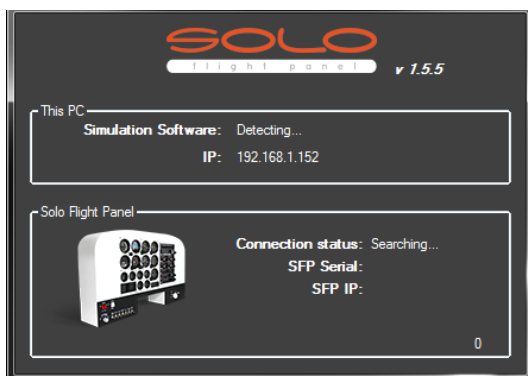 SOLO
flight panel
v 1.5.5
This PC
Simulation Software: Detecting...
IP: 192.168.1.152
Solo Flight Panel
Connection status: Searching...
SFP Serial:
SFP IP:
0